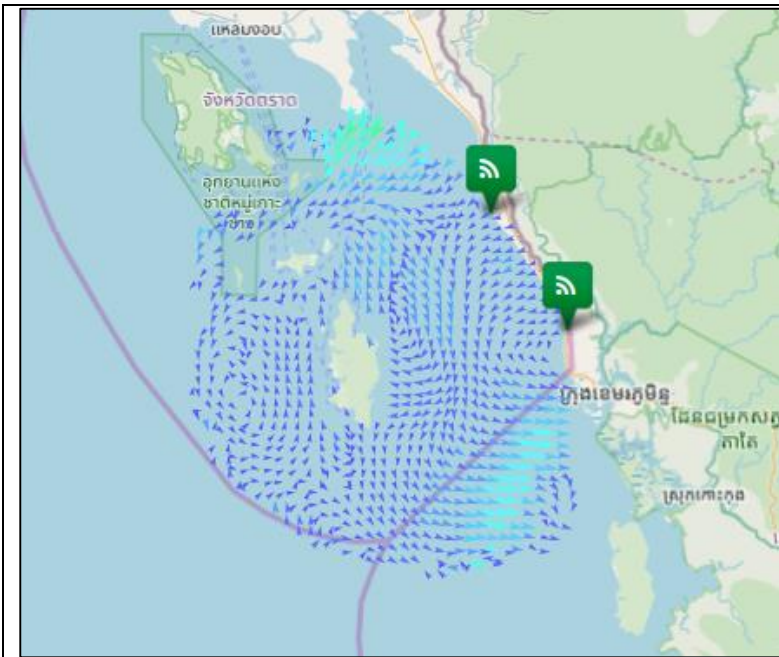 แหลมงอบ
จังหวัดตราด
อุทยานแห่ง
ชาติหมู่เกาะ
ช้าง
ក្រុងខេមរភូមិន្ទ
ដែនជម្រកសត្វ
តាតៃ
ស្រុកកោះកុង